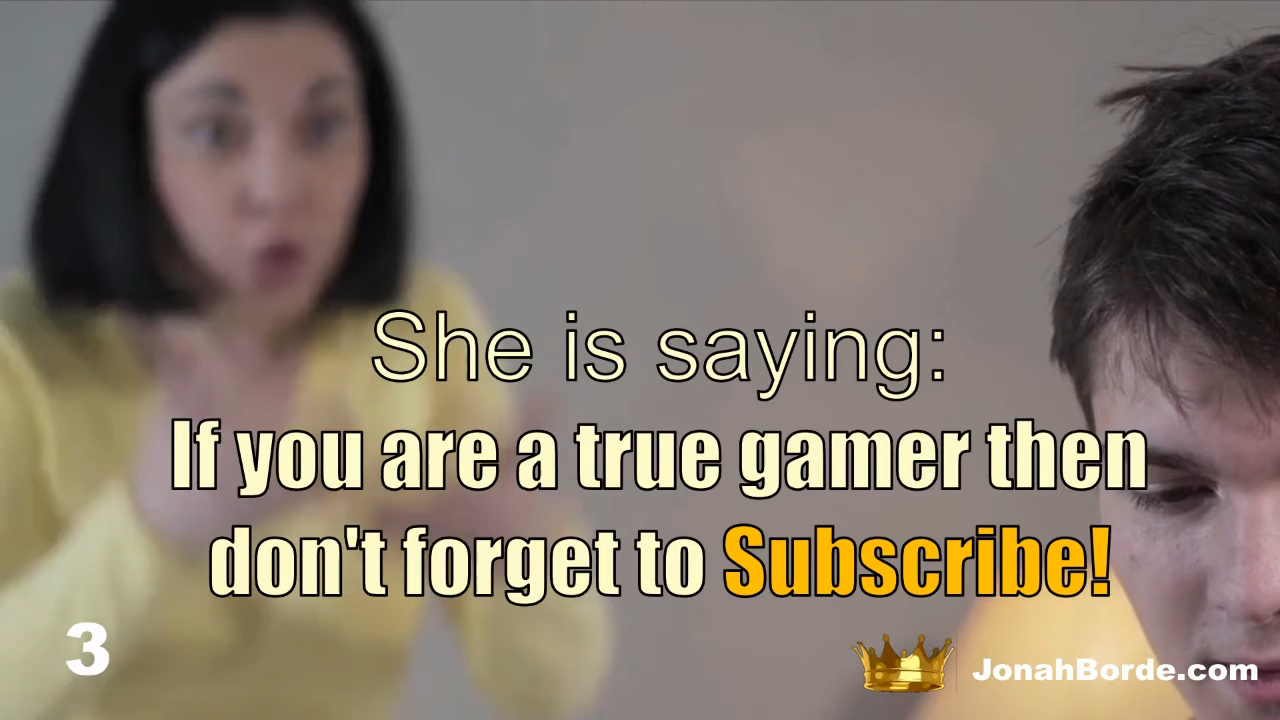 She is saying:
If you are a true gamer then
don't forget to Subscribe!
3
JonahBorde.com